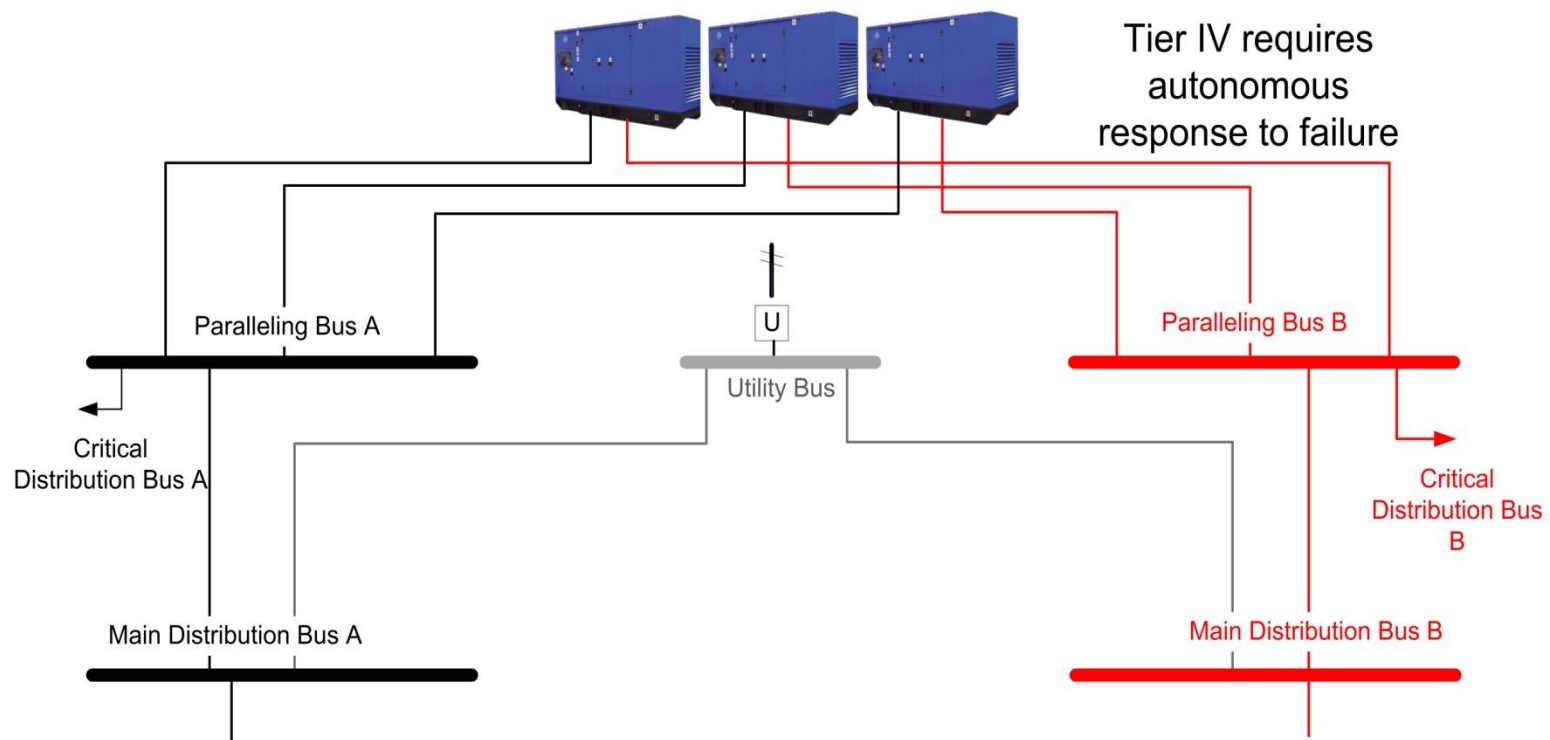 Tier IV requires
autonomous
response to failure
U
Paralleling Bus A
Paralleling Bus B
Utility Bus
Critical
Distribution Bus A
Critical
Distribution Bus
B
Main Distribution Bus A
Main Distribution Bus B